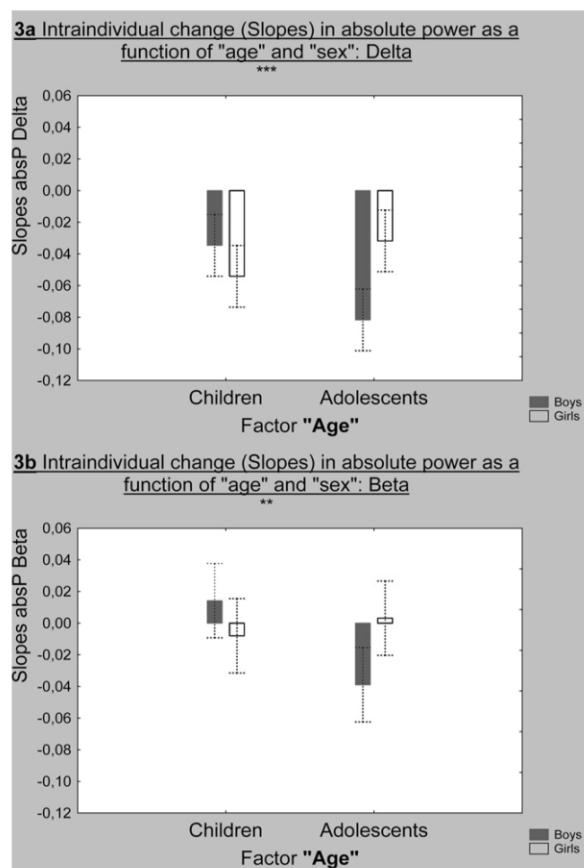 3a Intraindividual change (Slopes) in absolute power as a
function of "age" and "sex": Delta
***
Slopes absP Delta
0,06
0,04
0,02
0,00
-0,02
-0,04
-0,06
-0,08
-0,10
-0,12
Children
Adolescents
Factor "Age"
Boys
Girls
3b Intraindividual change (Slopes) in absolute power as a
function of "age" and "sex": Beta
**
Slopes absP Beta
0,06
0,04
0,02
0,00
-0,02
-0,04
-0,06
-0,08
-0,10
-0,12
Children
Adolescents
Factor "Age"
Boys
Girls